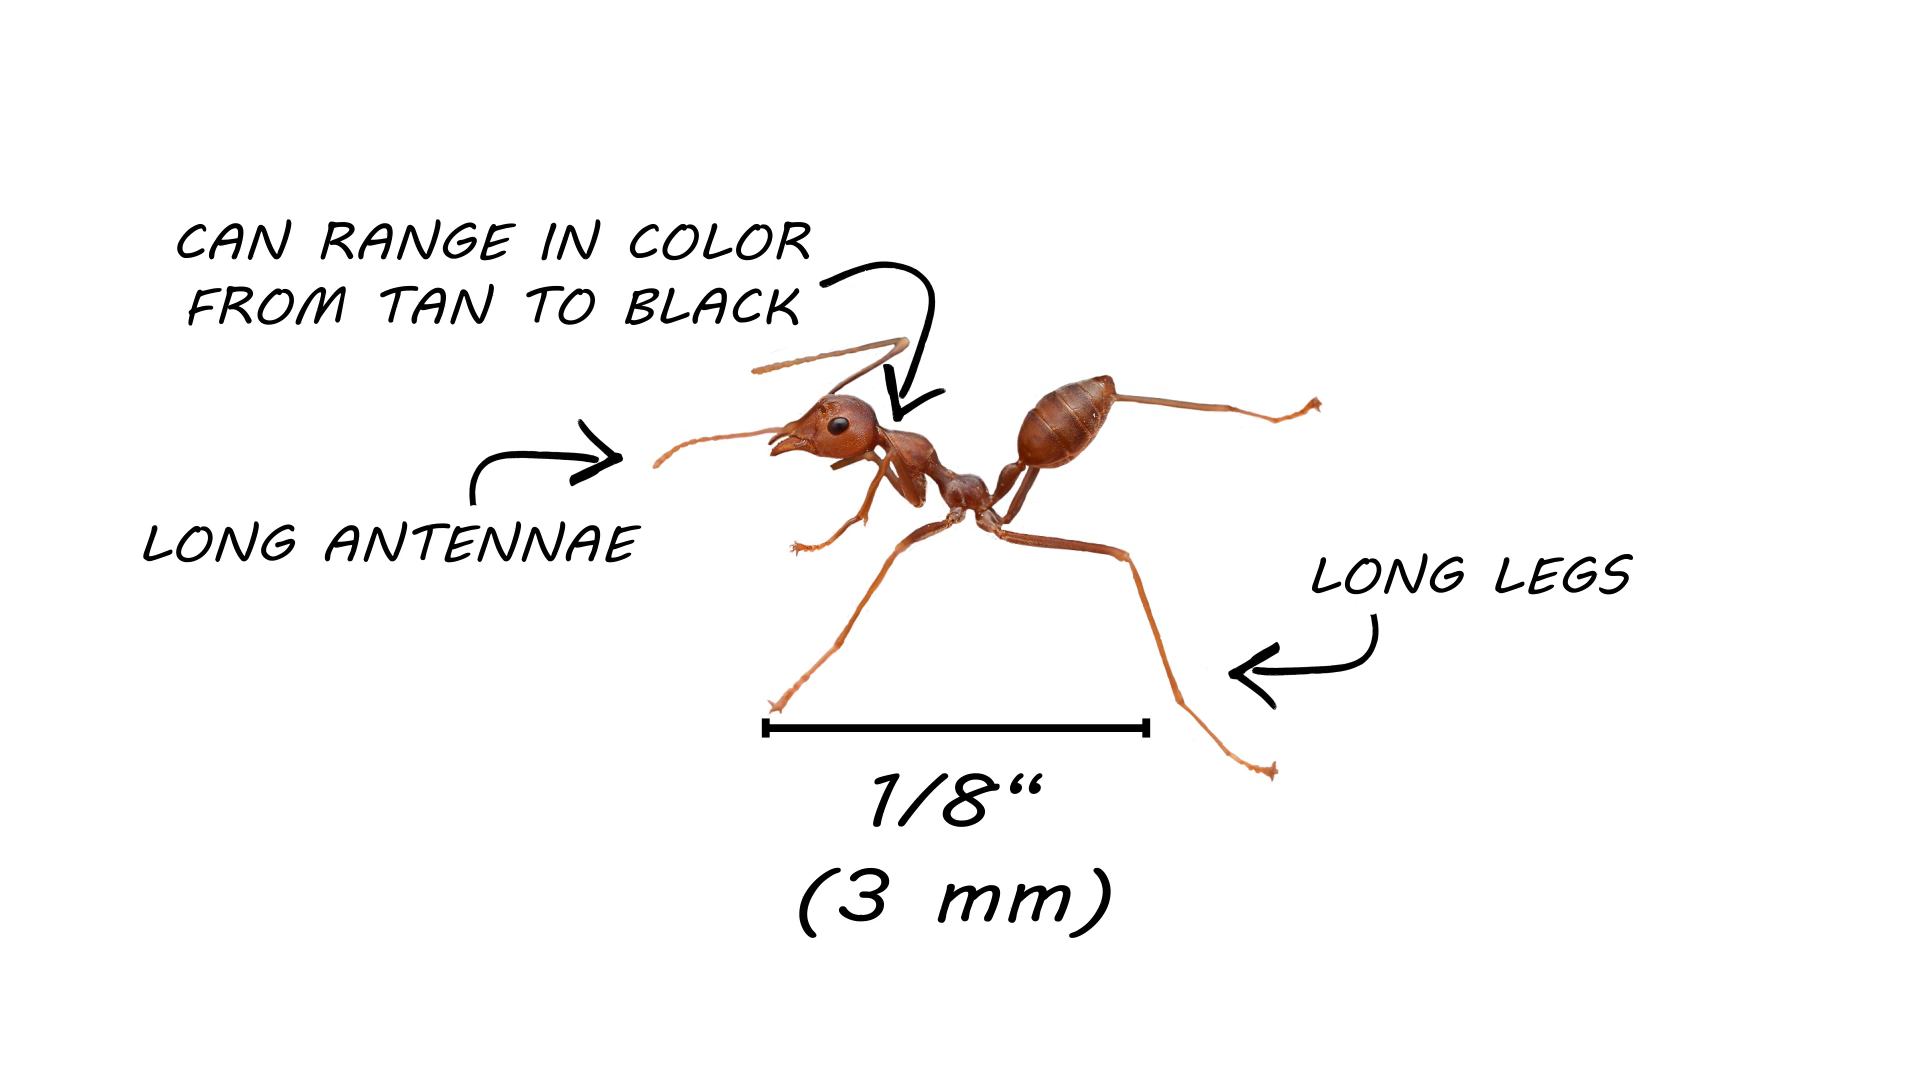 CAN RANGE IN COLOR
FROM TAN TO BLACK
LONG ANTENNAE
LONG LEGS
1/8“
(3 mm)